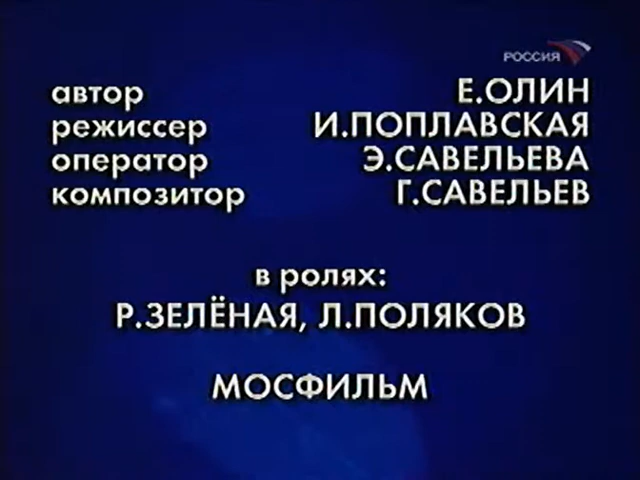 РОССИЯ
автор Е.ОЛИН
режиссер И.ПОПЛАВСКАЯ
оператор Э.САВЕЛЬЕВА
композитор Г.САВЕЛЬЕВ
в ролях:
Р.ЗЕЛЁНАЯ, Л.ПОЛЯКОВ
МОСФИЛЬМ